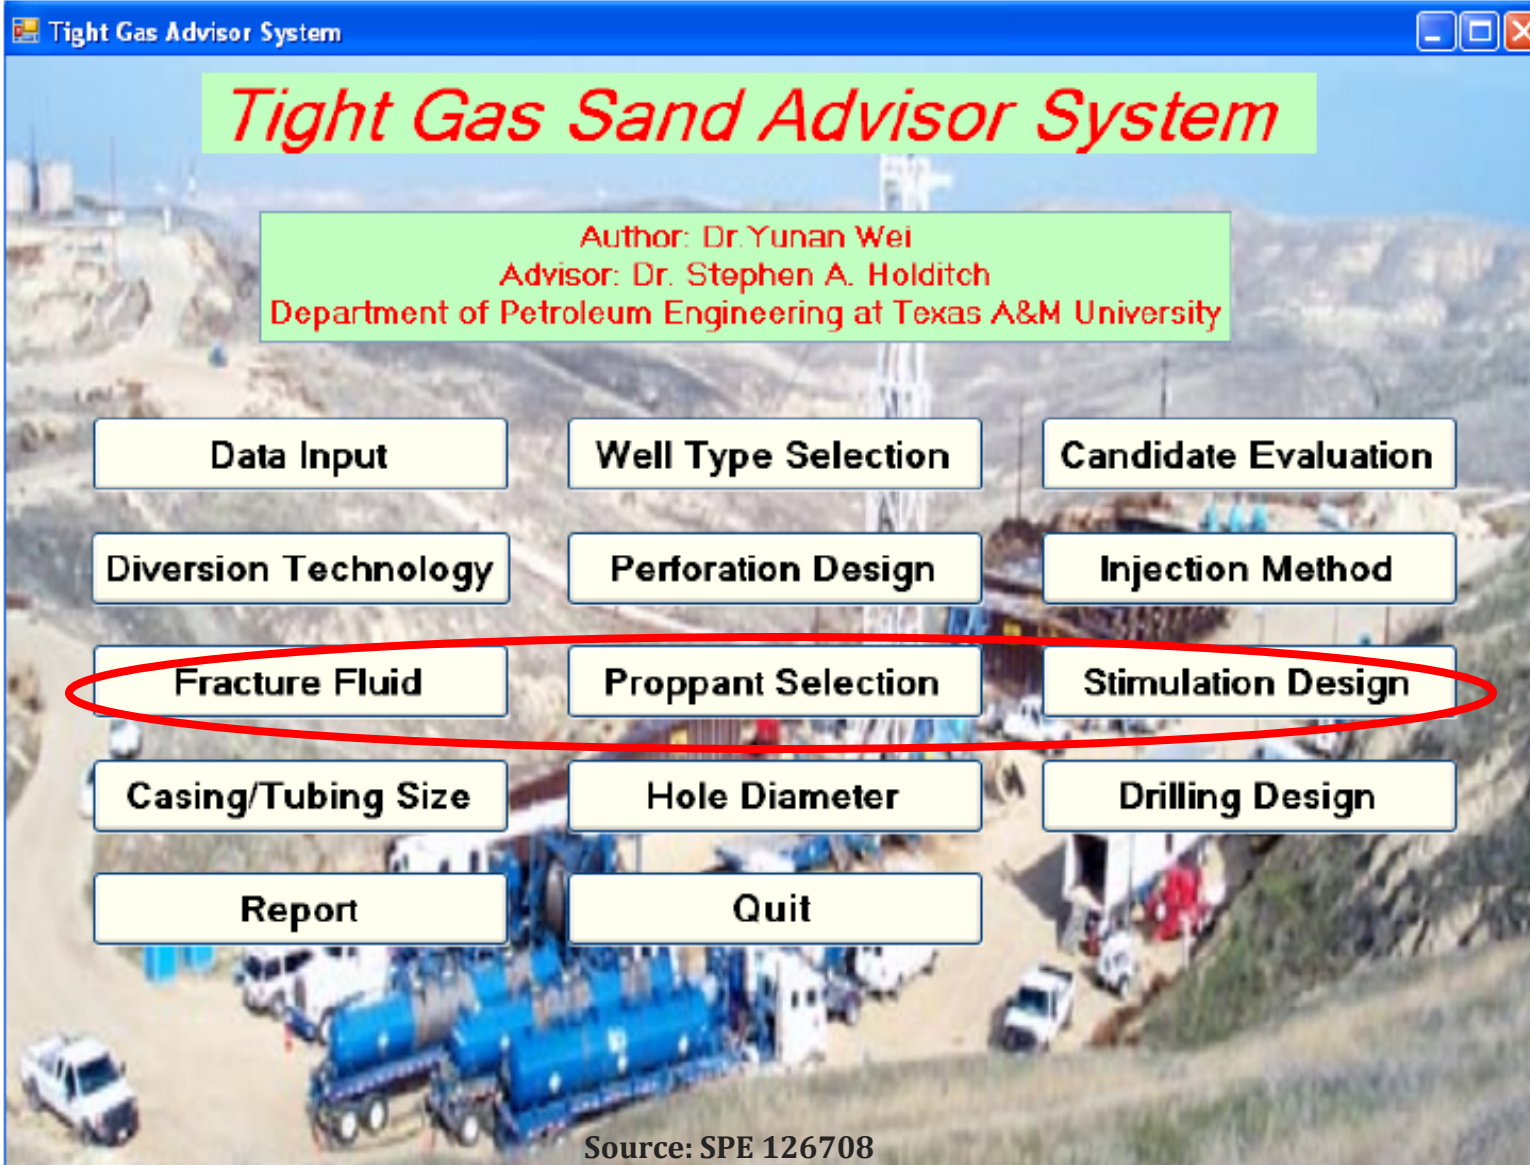 Tight Gas Advisor System
Tight Gas Sand Advisor System
Author: Dr.Yunan Wei
Advisor: Dr. Stephen A. Holditch
Department of Petroleum Engineering at Texas A&M University
Data Input
Well Type Selection
Candidate Evaluation
Diversion Technology
Perforation Design
Injection Method
Fracture Fluid
Proppant Selection
Stimulation Design
Casing/Tubing Size
Hole Diameter
Drilling Design
Report
Quit
Source: SPE 126708